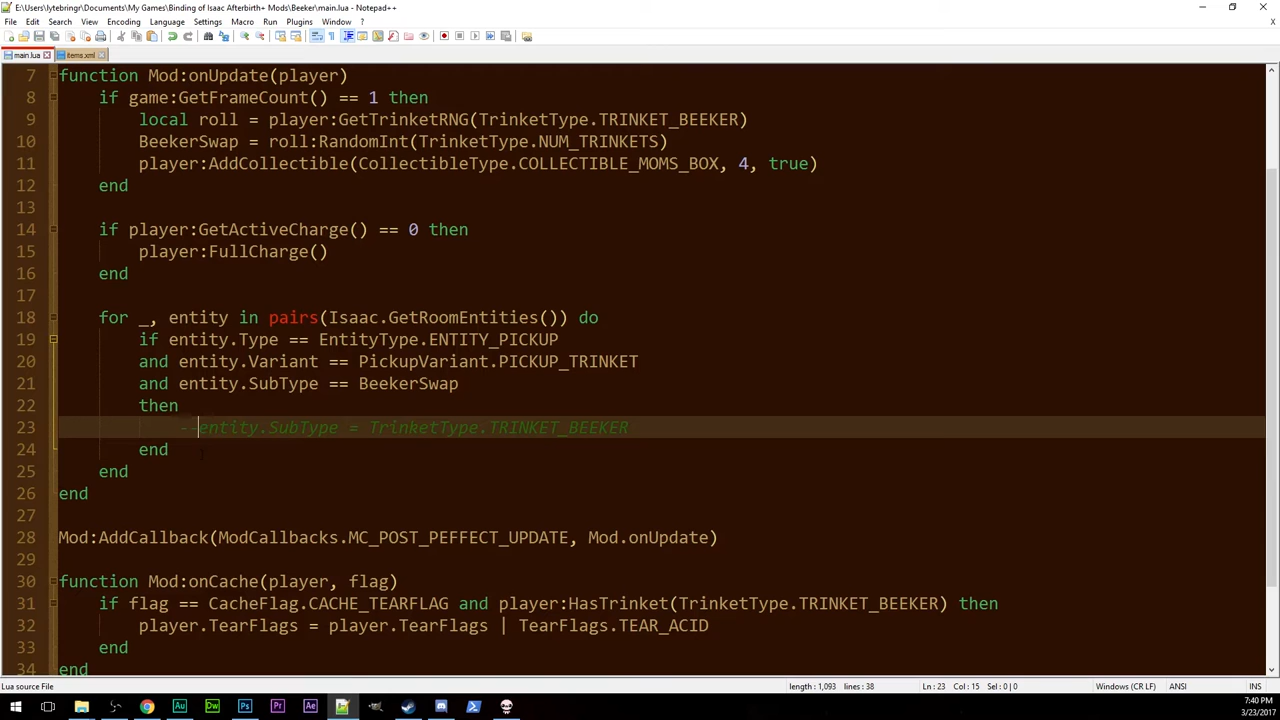 E:\Users\lytebringr\Documents\My Games\Binding of Isaac Afterbirth+ Mods\Beeker\main.lua - Notepad++
File Edit Search View Encoding Language Settings Macro Run Plugins Window ?
X
main.lua items.xml
7 function Mod:onUpdate(player)
8 if game:GetFrameCount() == 1 then
9 local roll = player:GetTrinketRNG(TrinketType.TRINKET_BEEKER)
10 BeekerSwap = roll:RandomInt(TrinketType.NUM_TRINKETS)
11 player:AddCollectible(CollectibleType.COLLECTIBLE_MOMS_BOX, 4, true)
12 end
13
14 if player:GetActiveCharge() == 0 then
15 player:FullCharge()
16 end
17
18 for _, entity in pairs(Isaac.GetRoomEntities()) do
19 if entity.Type == EntityType.ENTITY_PICKUP
20 and entity.Variant == PickupVariant.PICKUP_TRINKET
21 and entity.SubType == BeekerSwap
22 then
23 --entity.SubType = TrinketType.TRINKET_BEEKER
24 end
25 end
26 end
27
28 Mod:AddCallback(ModCallbacks.MC_POST_PEFFECT_UPDATE, Mod.onUpdate)
29
30 function Mod:onCache(player, flag)
31 if flag == CacheFlag.CACHE_TEARFLAG and player:HasTrinket(TrinketType.TRINKET_BEEKER) then
32 player.TearFlags = player.TearFlags | TearFlags.TEAR_ACID
33 end
34 end
Lua source File length : 1,093 lines : 38 Ln : 23 Col : 15 Sel : 0 | 0 Windows (CR LF) ANSI INS
Au Dw Ps Pr Ae
7:40 PM
3/23/2017